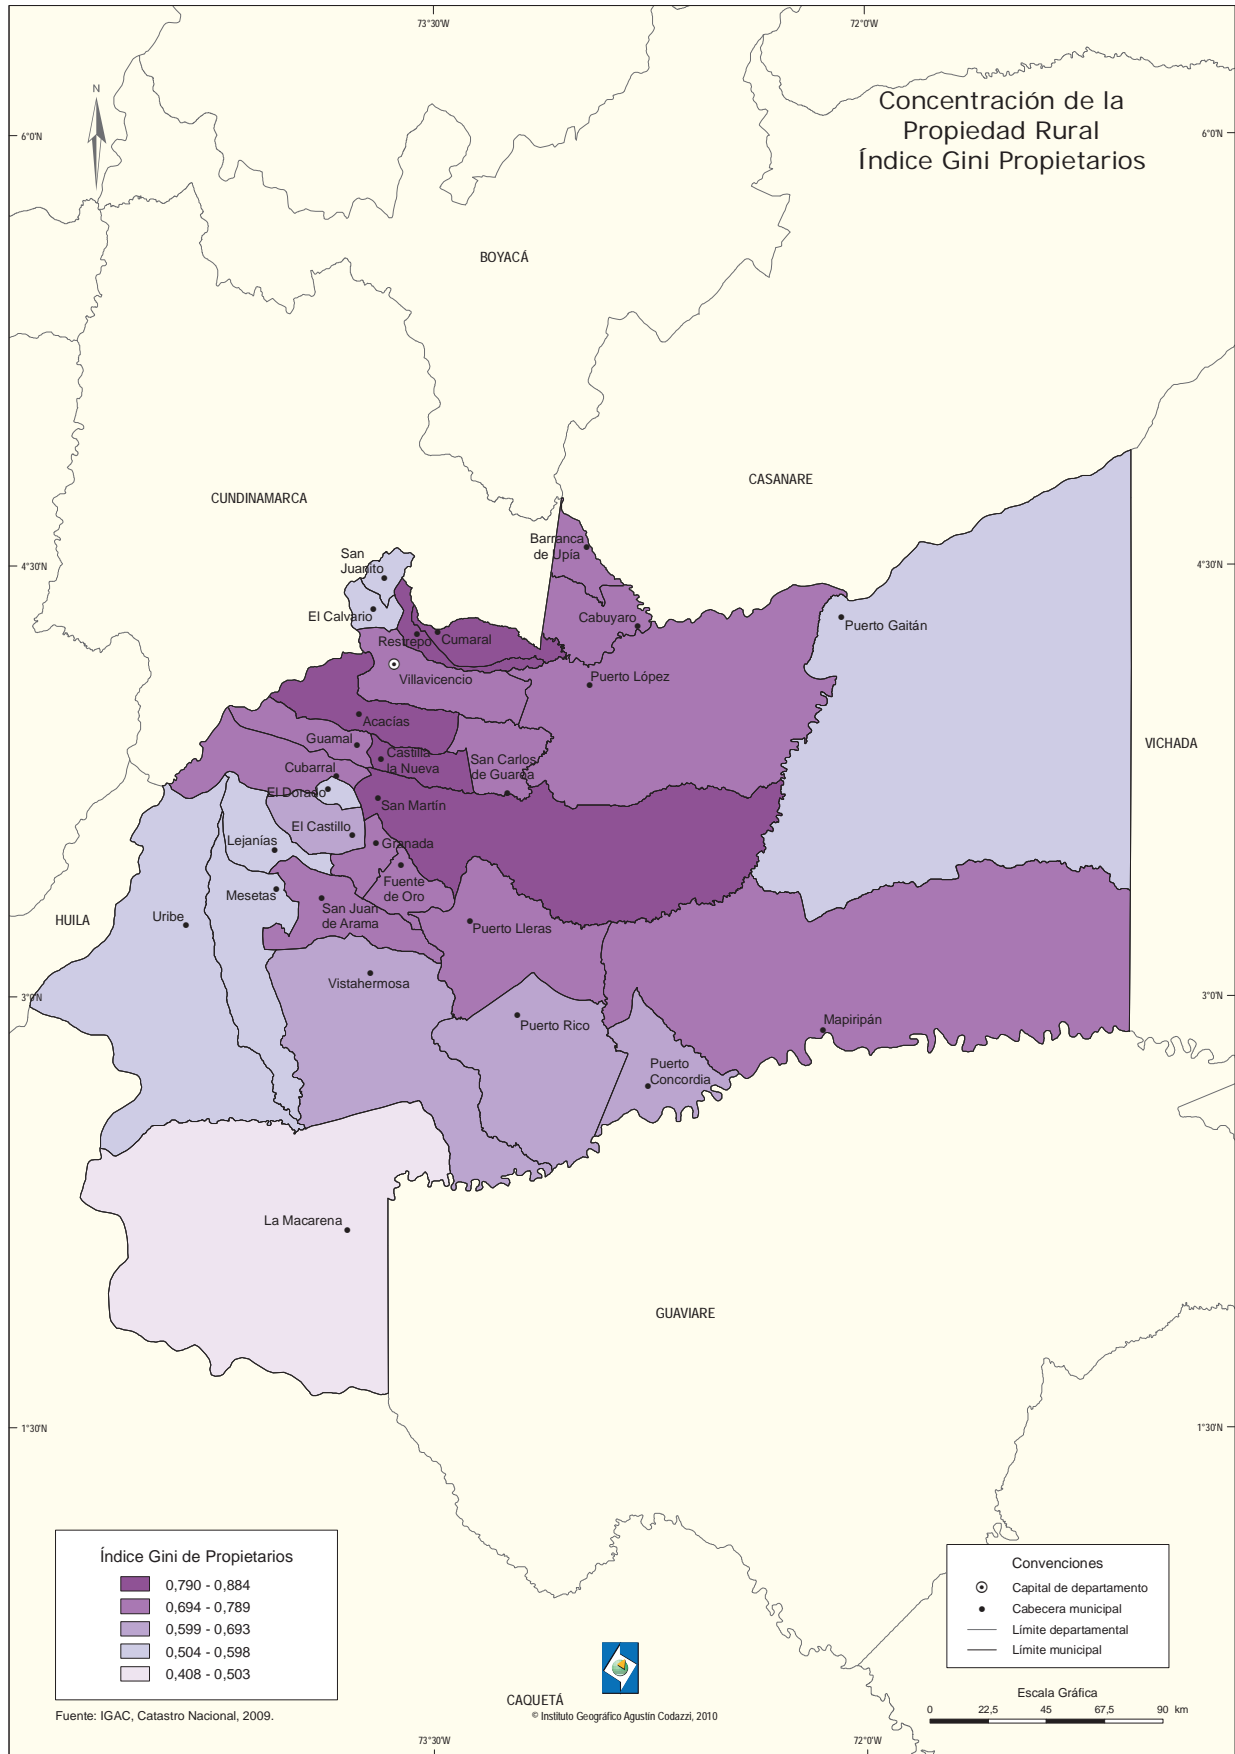 73°30'W
72°0'W
N
Concentración de la
Propiedad Rural
Índice Gini Propietarios
6°0'N
6°0'N
BOYACÁ
CASANARE
CUNDINAMARCA
Barranca
de Upía
San
Juanito
4°30'N
4°30'N
El Calvario
Cabuyaro
Puerto Gaitán
Restrepo
Cumaral
Villavicencio
Puerto López
Acacías
Guamal
VICHADA
Castilla
la Nueva
San Carlos
de Guaroa
Cubarral
El Dorado
San Martín
El Castillo
Lejanías
Granada
Fuente
de Oro
Mesetas
San Juan
de Arama
HUILA
Uribe
Puerto Lleras
Vistahermosa
3°0'N
3°0'N
Puerto Rico
Mapiripán
Puerto
Concordia
La Macarena
GUAVIARE
1°30'N
1°30'N
Índice Gini de Propietarios
0,790 - 0,884
0,694 - 0,789
0,599 - 0,693
0,504 - 0,598
0,408 - 0,503
Fuente: IGAC, Catastro Nacional, 2009.
CAQUETÁ
© Instituto Geográfico Agustín Codazzi, 2010
Convenciones
Capital de departamento
Cabecera municipal
Límite departamental
Límite municipal
Escala Gráfica
0 22,5 45 67,5 90 km
73°30'W
72°0'W